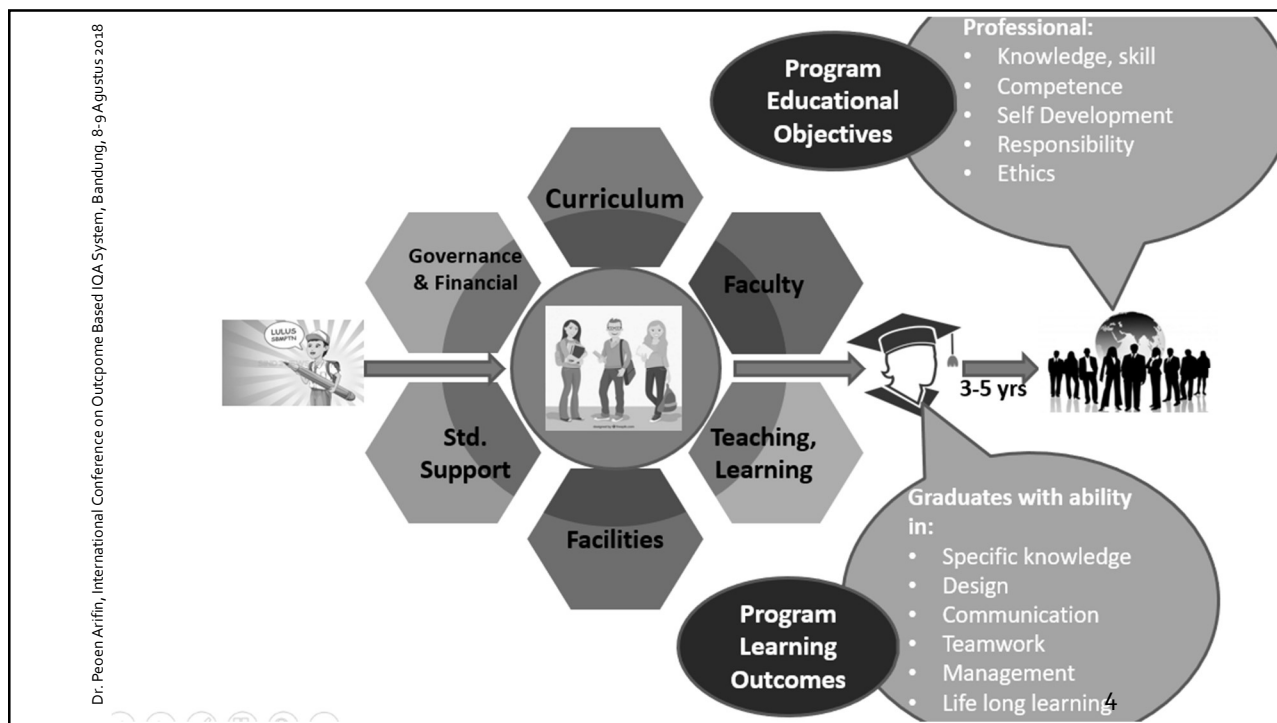 Dr. Peoen Arifin, International Conference on Outcpome Based IQA System, Bandung, 8-9 Agustus 2018
Program
Educational
Objectives
Professional:
• Knowledge, skill
• Competence
• Self Development
• Responsibility
• Ethics
Curriculum
Governance
& Financial
Faculty
LULUS
SBMPTN
3-5 yrs
Std.
Support
Teaching,
Learning
Facilities
Program
Learning
Outcomes
Graduates with ability
in:
• Specific knowledge
• Design
• Communication
• Teamwork
• Management
• Life long learning
4